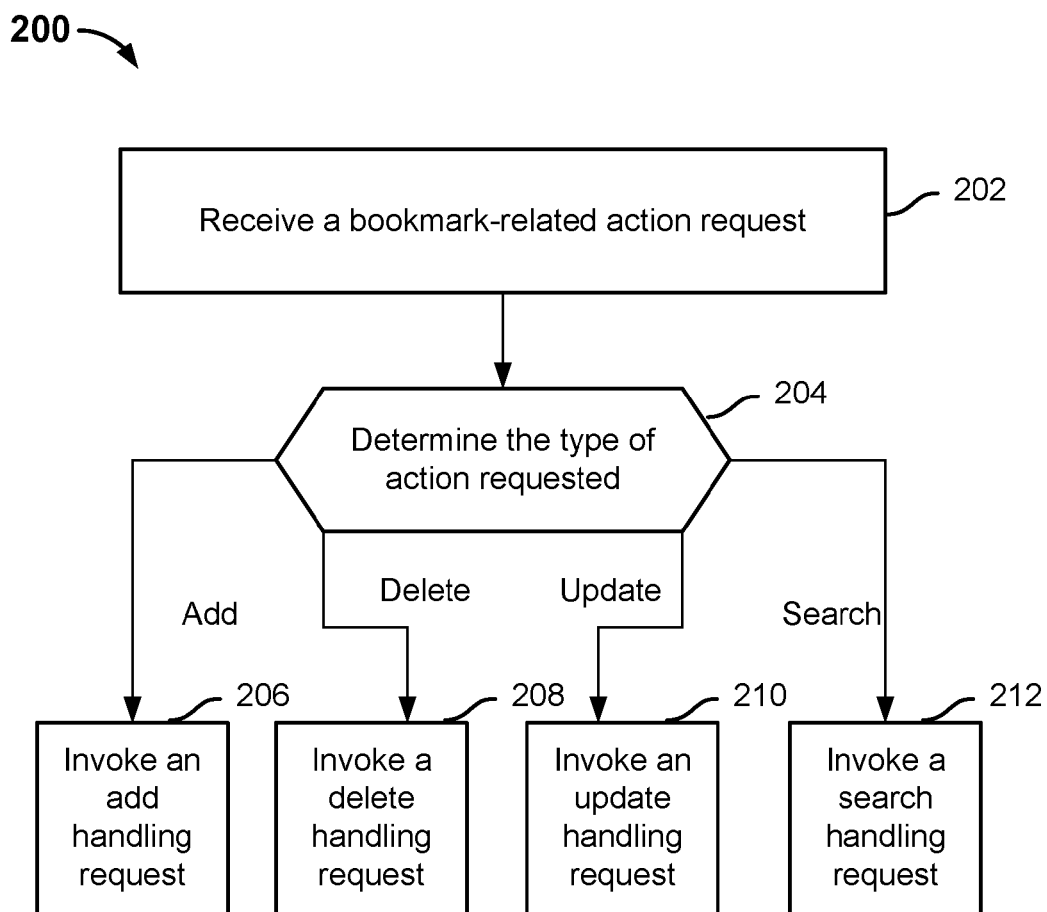 200
Receive a bookmark-related action request
202
204
Determine the type of
action requested
Delete
Update
Add
Search
206
208
210
212
Invoke an
add
handling
request
Invoke a
delete
handling
request
Invoke an
update
handling
request
Invoke a
search
handling
request